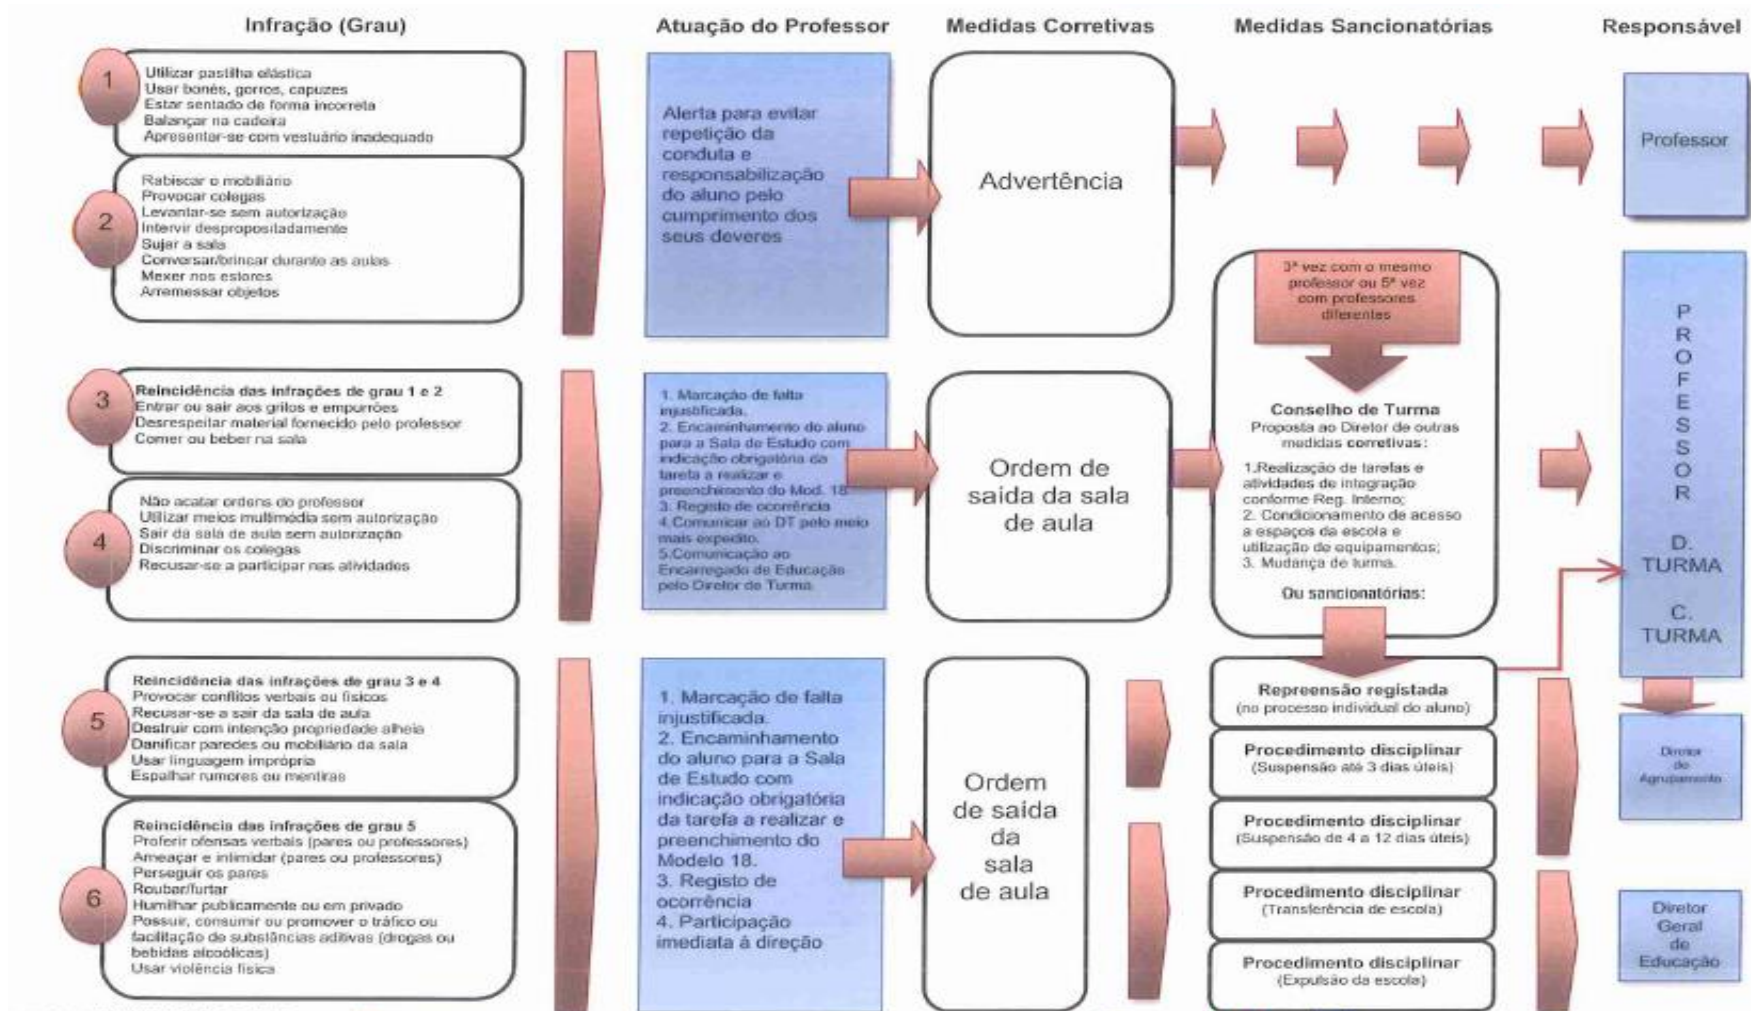 Infração (Grau)
Atuação do Professor
Medidas Corretivas
Medidas Sancionatórias
Responsável
1
Utilizar pastilha elástica
Usar bonés, gorros, capuzes
Estar sentado de forma incorreta
Balançar na cadeira
Apresentar-se com vestuário inadequado
2
Rabiscar o mobiliário
Provocar colegas
Levantar-se sem autorização
Intervir despropositadamente
Sujar a sala
Conversar/brincar durante as aulas
Mexer nos estores
Arremessar objetos
Alerta para evitar
repetição da
conduta e
responsabilização
do aluno pelo
cumprimento dos
seus deveres
Advertência
Professor
3
Reincidência das infrações de grau 1 e 2
Entrar ou sair aos gritos e empurrões
Desrespeitar material fornecido pelo professor
Comer ou beber na sala
4
Não acatar ordens do professor
Utilizar meios multimédia sem autorização
Sair da sala de aula sem autorização
Discriminar os colegas
Recusar-se a participar nas atividades
1. Marcação de falta
injustificada.
2. Encaminhamento do aluno
para a Sala de Estudo com
indicação obrigatória da
tarefa a realizar e
preenchimento do Mod. 18.
3. Registo de ocorrência
4.Comunicar ao DT pelo meio
mais expedito.
5.Comunicação ao
Encarregado de Educação
pelo Diretor de Turma.
Ordem de
saída da sala
de aula
3ª vez com o mesmo
professor ou 5ª vez
com professores
diferentes
Conselho de Turma
Proposta ao Diretor de outras
medidas corretivas:
1.Realização de tarefas e
atividades de integração
conforme Reg. Interno;
2. Condicionamento de acesso
a espaços da escola e
utilização de equipamentos;
3. Mudança de turma.
Ou sancionatórias:
P
R
O
F
E
S
S
O
R
D.
TURMA
C.
TURMA
5
Reincidência das infrações de grau 3 e 4
Provocar conflitos verbais ou físicos
Recusar-se a sair da sala de aula
Destruir com intenção propriedade alheia
Danificar paredes ou mobiliário da sala
Usar linguagem imprópria
Espalhar rumores ou mentiras
6
Reincidência das infrações de grau 5
Proferir ofensas verbais (pares ou professores)
Ameaçar e intimidar (pares ou professores)
Perseguir os pares
Roubar/furtar
Humilhar publicamente ou em privado
Possuir, consumir ou promover o tráfico ou
facilitação de substâncias aditivas (drogas ou
bebidas alcoólicas)
Usar violência física
1. Marcação de falta
injustificada.
2. Encaminhamento
do aluno para a Sala
de Estudo com
indicação obrigatória
da tarefa a realizar e
preenchimento do
Modelo 18.
3. Registo de
ocorrência
4. Participação
imediata à direção
Ordem
de saída
da
sala
de aula
Repreensão registada
(no processo individual do aluno)
Procedimento disciplinar
(Suspensão até 3 dias úteis)
Procedimento disciplinar
(Suspensão de 4 a 12 dias úteis)
Procedimento disciplinar
(Transferência de escola)
Procedimento disciplinar
(Expulsão da escola)
Diretor
de
Agrupamento
Diretor
Geral
de
Educação